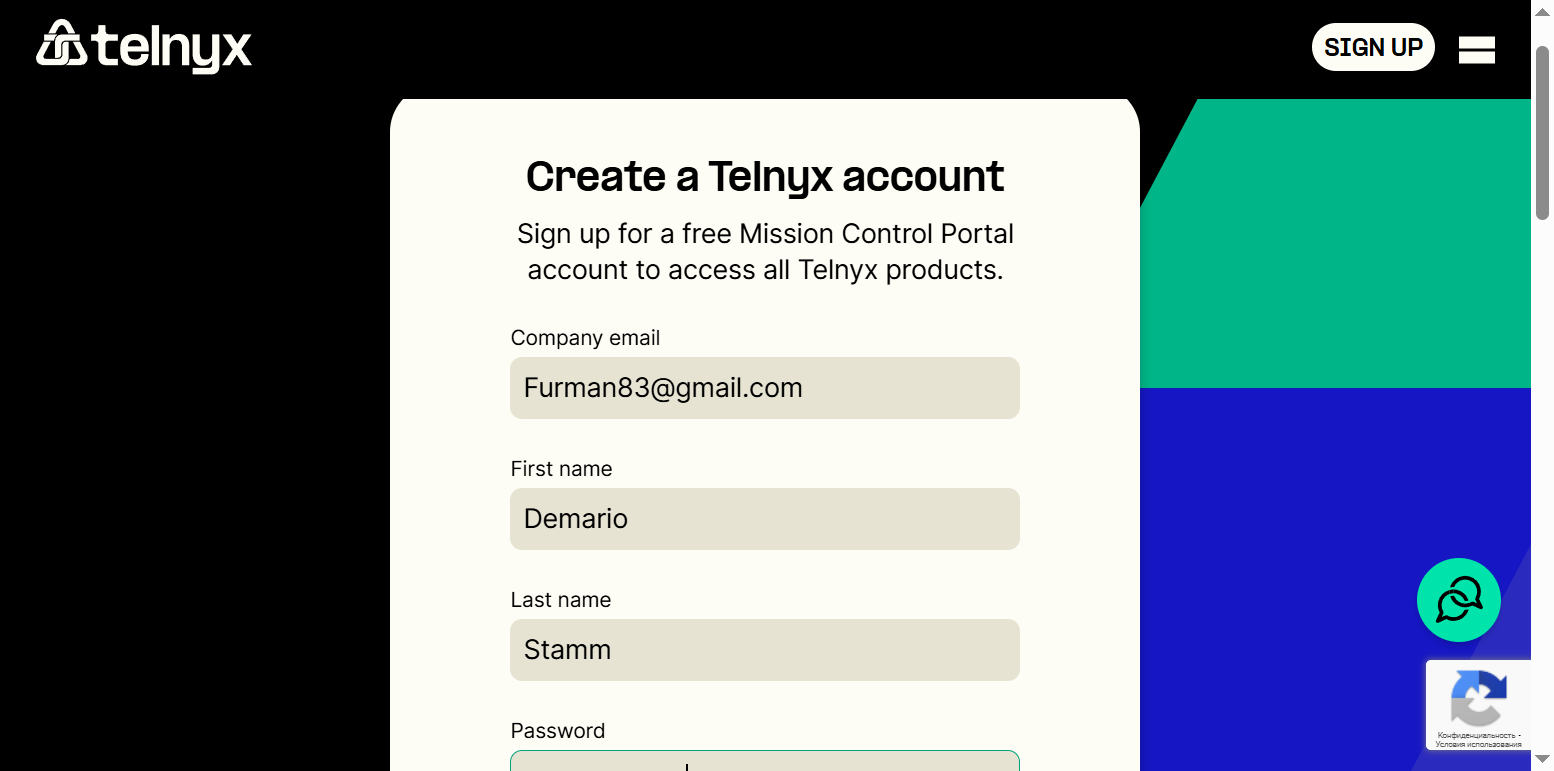 telnyx
SIGN UP
Create a Telnyx account
Sign up for a free Mission Control Portal
account to access all Telnyx products.
Company email
Furman83@gmail.com
First name
Demario
Last name
Stamm
Password
Конфиденциальность -
Условия использования